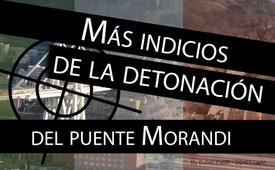 Más indicios
de la detonación
del puente Morandi